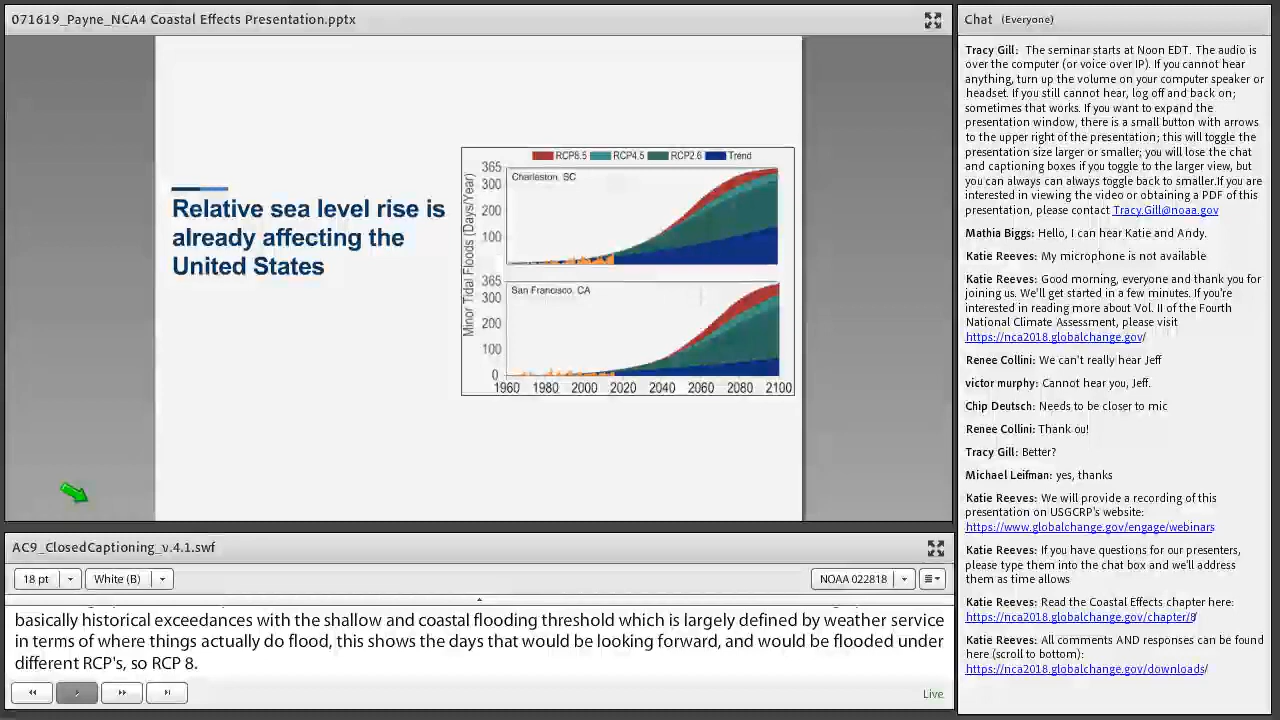 071619_Payne_NCA4 Coastal Effects Presentation.pptx
Relative sea level rise is
already affecting the
United States
RCP8.5 RCP4.5 RCP2.6 Trend
Minor Tidal Floods (Days/Year)
365
300
200
100
Charleston, SC
365
300
200
100
0
San Francisco, CA
1960 1980 2000 2020 2040 2060 2080 2100
AC9_ClosedCaptioning_v.4.1.swf
18 pt White (B) NOAA 022818
basically historical exceedances with the shallow and coastal flooding threshold which is largely defined by weather service
in terms of where things actually do flood, this shows the days that would be looking forward, and would be flooded under
different RCP's, so RCP 8.
Live
Chat (Everyone)
Tracy Gill: The seminar starts at Noon EDT. The audio is
over the computer (or voice over IP). If you cannot hear
anything, turn up the volume on your computer speaker or
headset. If you still cannot hear, log off and back on;
sometimes that works. If you want to expand the
presentation window, there is a small button with arrows
to the upper right of the presentation; this will toggle the
presentation size larger or smaller; you will lose the chat
and captioning boxes if you toggle to the larger view, but
you can always can always toggle back to smaller.If you are
interested in viewing the video or obtaining a PDF of this
presentation, please contact Tracy.Gill@noaa.gov
Mathia Biggs: Hello, I can hear Katie and Andy.
Katie Reeves: My microphone is not available
Katie Reeves: Good morning, everyone and thank you for
joining us. We'll get started in a few minutes. If you're
interested in reading more about Vol. II of the Fourth
National Climate Assessment, please visit
https://nca2018.globalchange.gov/
Renee Collini: We can't really hear Jeff
victor murphy: Cannot hear you, Jeff.
Chip Deutsch: Needs to be closer to mic
Renee Collini: Thank ou!
Tracy Gill: Better?
Michael Leifman: yes, thanks
Katie Reeves: We will provide a recording of this
presentation on USGCRP's website:
https://www.globalchange.gov/engage/webinars
Katie Reeves: If you have questions for our presenters,
please type them into the chat box and we'll address
them as time allows
Katie Reeves: Read the Coastal Effects chapter here:
https://nca2018.globalchange.gov/chapter/8/
Katie Reeves: All comments AND responses can be found
here (scroll to bottom):
https://nca2018.globalchange.gov/downloads/